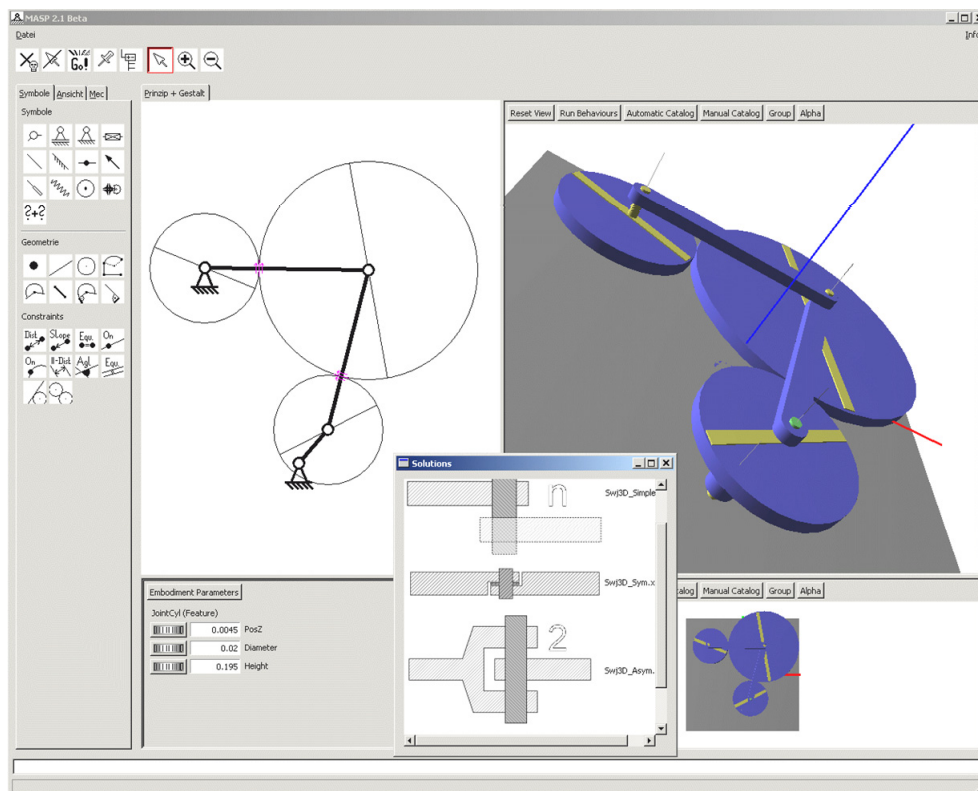 MASP 2.1 Beta
Datei
Info
Go!
Symbole Ansicht Mec
Prinzip + Gestalt
Symbole
?+?
Geometrie
Constraints
Dist Slope Equ. On
On II-Dist Agl Equ
Reset View Run Behaviours Automatic Catalog Manual Catalog Group Alpha
Solutions
n
Swj3D_Simple
Swj3D_Sym.x
2
Swj3D_Asym.
Embodiment Parameters
JointCyl (Feature)
0.0045 PosZ
0.02 Diameter
0.195 Height
alog Manual Catalog Group Alpha